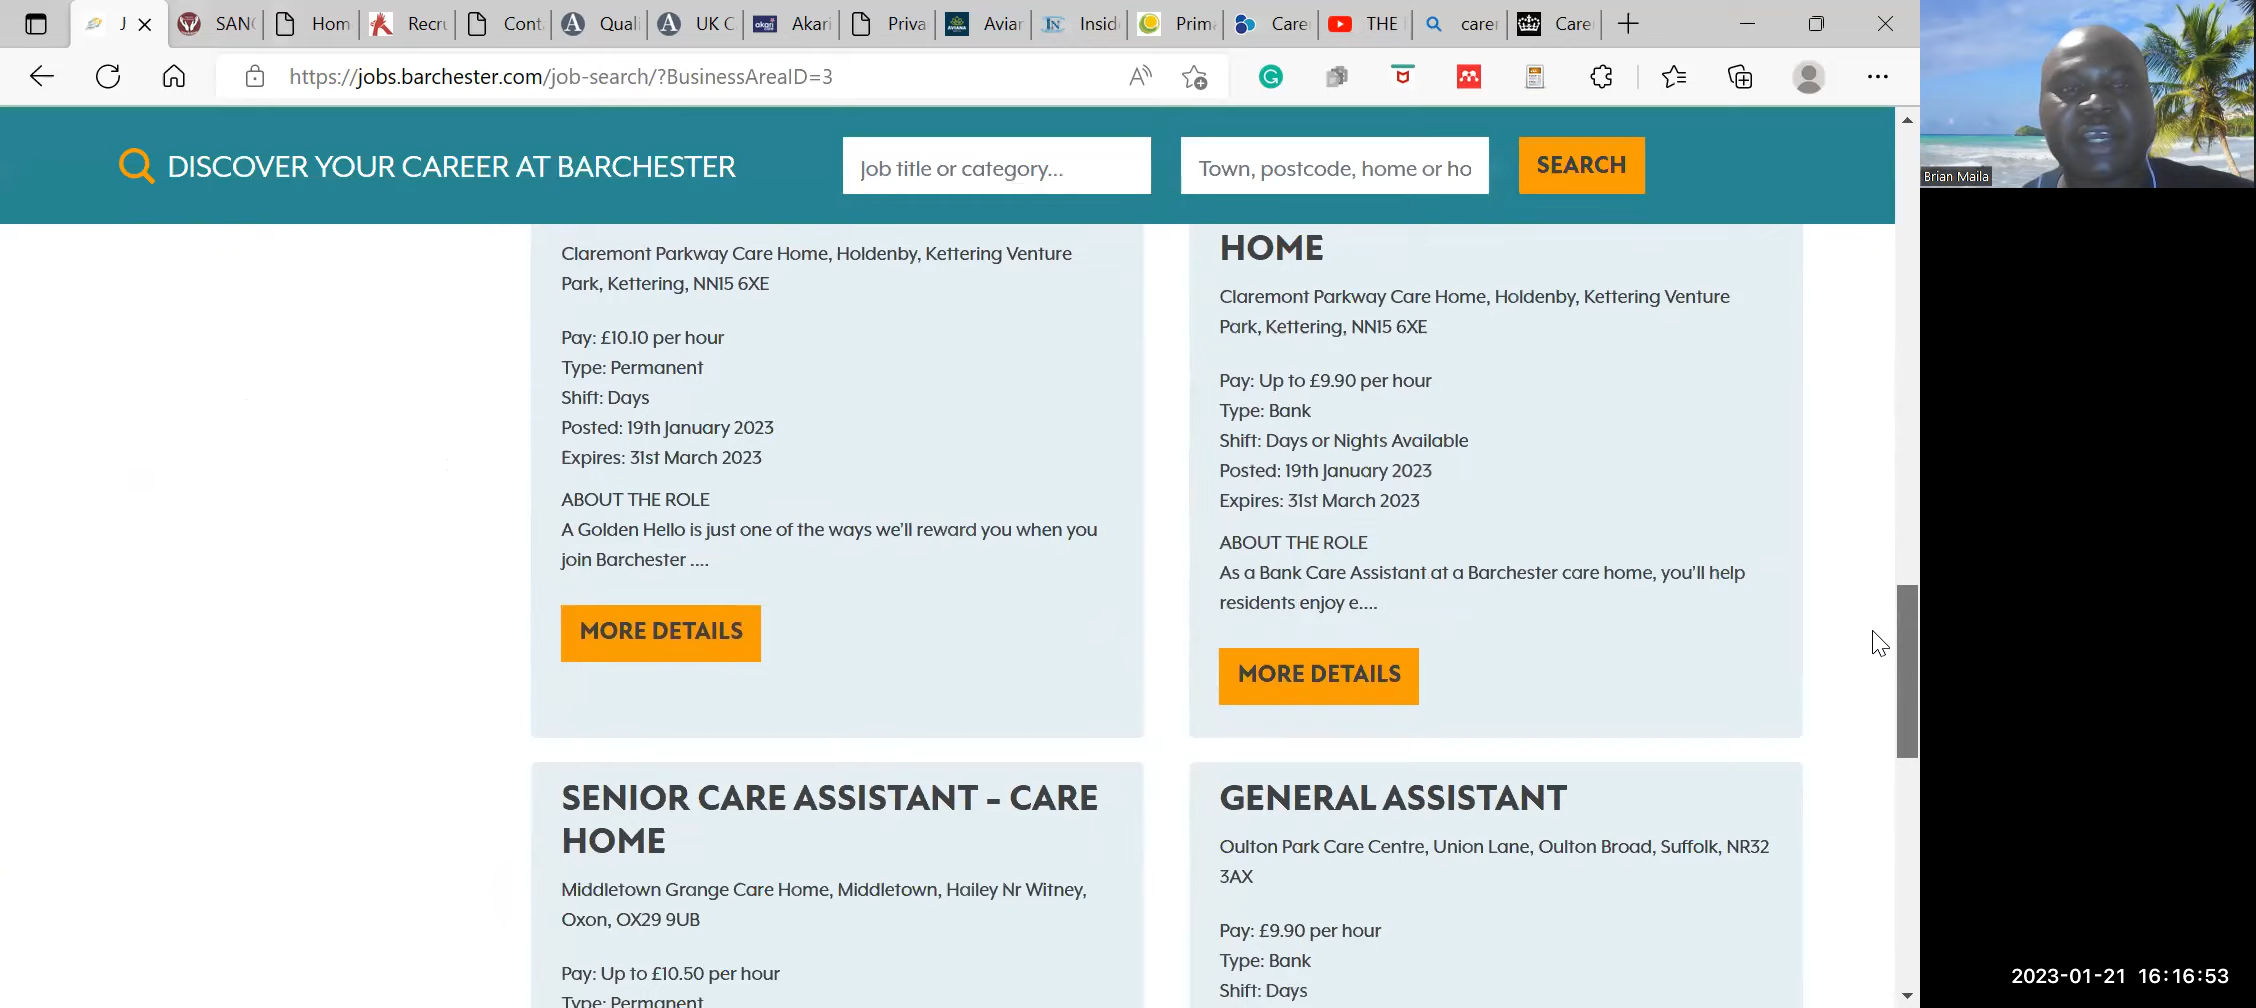 J
SAN
Hom
Recru
Cont
Quali
UK C
Akari
Priva
Aviar
Insid
Prima
Care
THE
carer
Care
https://jobs.barchester.com/job-search/?BusinessAreaID=3
DISCOVER YOUR CAREER AT BARCHESTER
Job title or category...
Town, postcode, home or ho
SEARCH
Claremont Parkway Care Home, Holdenby, Kettering Venture
Park, Kettering, NN15 6XE
Pay: £10.10 per hour
Type: Permanent
Shift: Days
Posted: 19th January 2023
Expires: 31st March 2023
ABOUT THE ROLE
A Golden Hello is just one of the ways we'll reward you when you
join Barchester ....
MORE DETAILS
HOME
Claremont Parkway Care Home, Holdenby, Kettering Venture
Park, Kettering, NN15 6XE
Pay: Up to £9.90 per hour
Type: Bank
Shift: Days or Nights Available
Posted: 19th January 2023
Expires: 31st March 2023
ABOUT THE ROLE
As a Bank Care Assistant at a Barchester care home, you'll help
residents enjoy e....
MORE DETAILS
SENIOR CARE ASSISTANT - CARE
HOME
Middletown Grange Care Home, Middletown, Hailey Nr Witney,
Oxon, OX29 9UB
Pay: Up to £10.50 per hour
Type: Permanent
GENERAL ASSISTANT
Oulton Park Care Centre, Union Lane, Oulton Broad, Suffolk, NR32
3AX
Pay: £9.90 per hour
Type: Bank
Shift: Days
Brian Maila
2023-01-21 16:16:53